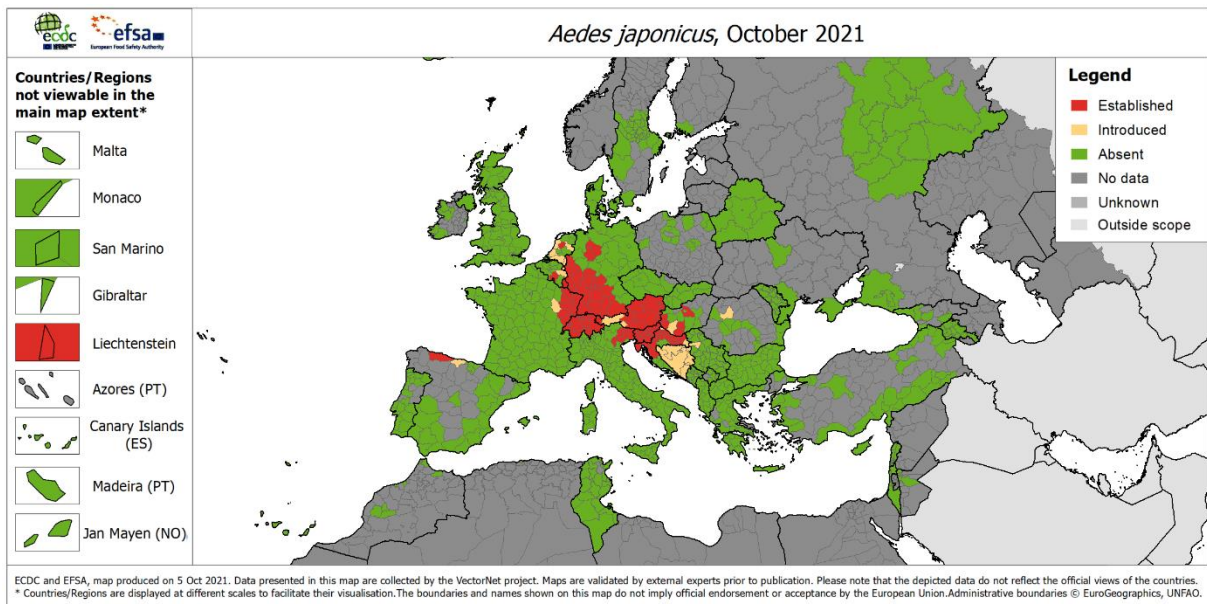 ecdc
efsa
European Food Safety Authority
Aedes japonicus, October 2021
Countries/Regions
not viewable in the
main map extent*
Malta
Monaco
San Marino
Gibraltar
Liechtenstein
Azores (PT)
Canary Islands
(ES)
Madeira (PT)
Jan Mayen (NO)
Legend
Established
Introduced
Absent
No data
Unknown
Outside scope
ECDC and EFSA, map produced on 5 Oct 2021. Data presented in this map are collected by the VectorNet project. Maps are validated by external experts prior to publication. Please note that the depicted data do not reflect the official views of the countries.
* Countries/Regions are displayed at different scales to facilitate their visualisation.The boundaries and names shown on this map do not imply official endorsement or acceptance by the European Union.Administrative boundaries © EuroGeographics, UNFAO.